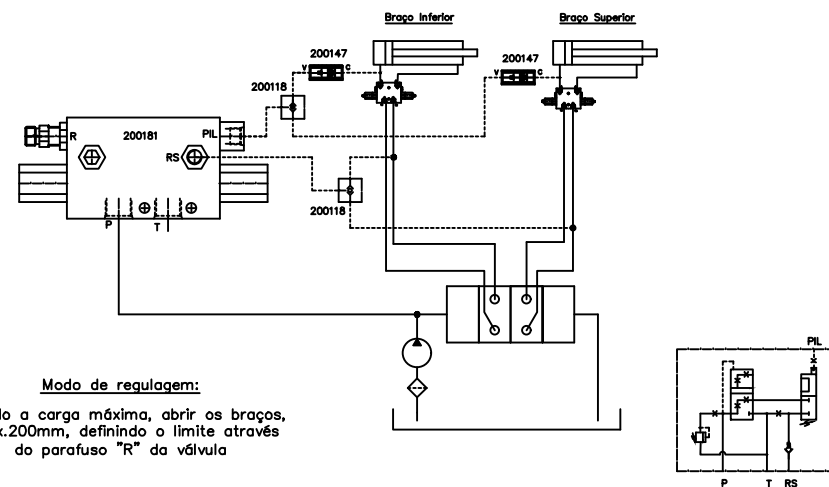 Braço Inferior
Braço Superior
200147
200147
V C
V C
200118
R
200181
PIL
RS
200118
P
T
Modo de regulagem:
a carga máxima, abrir os braços,
200mm, definindo o limite através
do parafuso "R" da válvula
PIL
P T RS